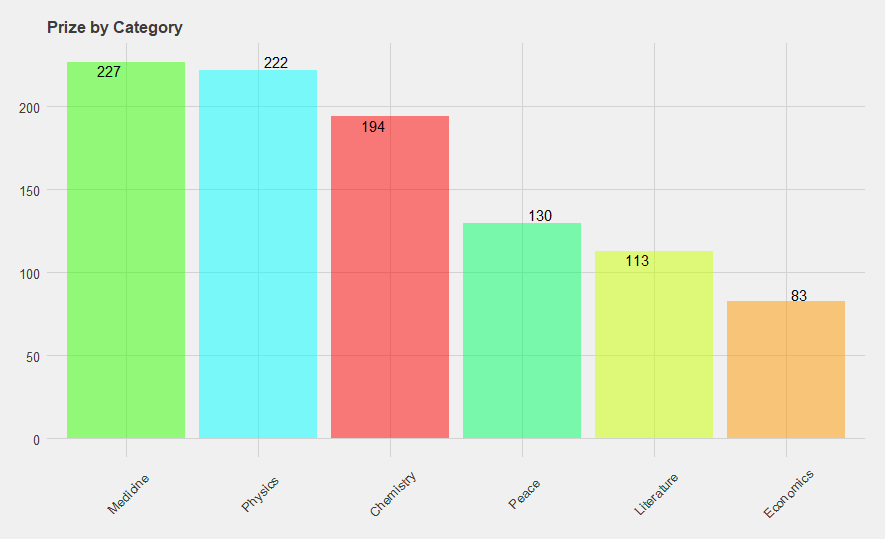 Prize by Category
227
222
194
130
113
83
200
150
100
50
0
Medicine
Physics
Chemistry
Peace
Literature
Economics